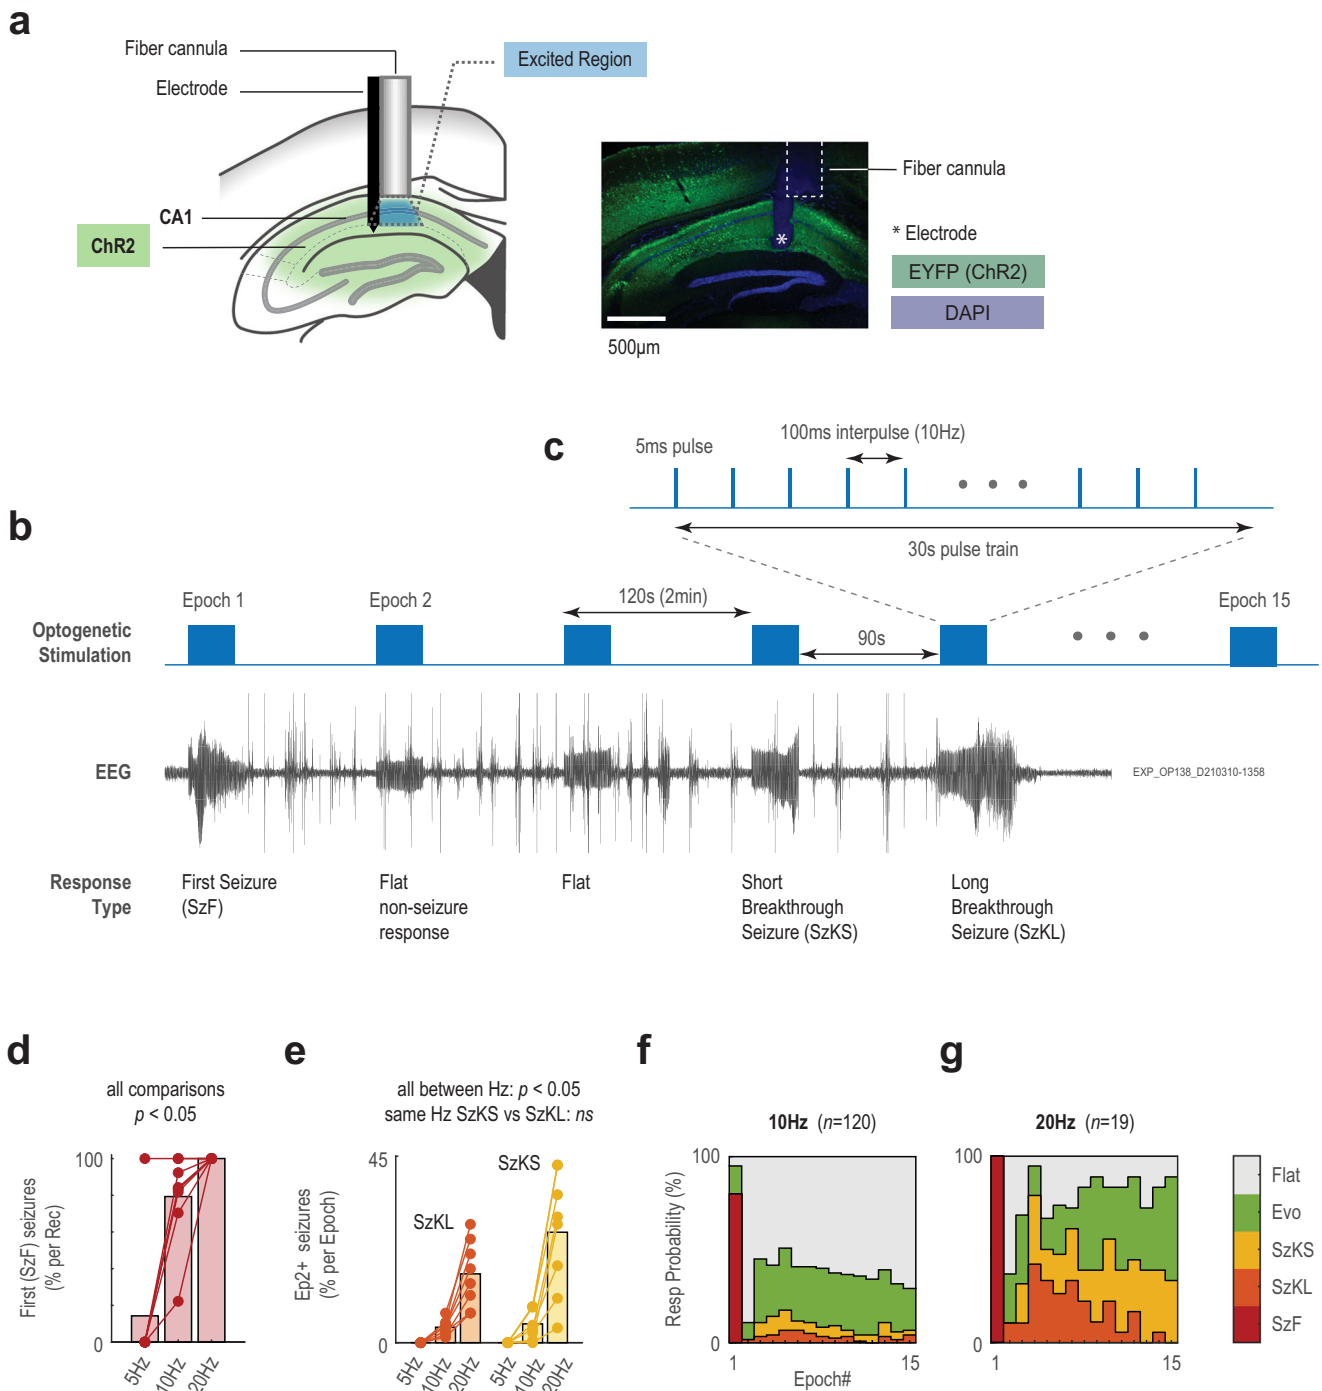 a
Fiber cannula
Electrode
Excited Region
CA1
ChR2
Fiber cannula
*
* Electrode
EYFP (ChR2)
DAPI
500µm
c
5ms pulse
100ms interpulse (10Hz)
30s pulse train
b
Epoch 1
Epoch 2
120s (2min)
90s
Epoch 15
Optogenetic
Stimulation
EEG
EXP_OP138_D210310-1358
Response
Type
First Seizure
(SzF)
Flat
non-seizure
response
Flat
Short
Breakthrough
Seizure (SzKS)
Long
Breakthrough
Seizure (SzKL)
d
all comparisons
p < 0.05
First (SzF) seizures
(% per Rec)
100
0
5Hz
10Hz
20Hz
e
all between Hz: p < 0.05
same Hz SzKS vs SzKL: ns
Ep2+ seizures
(% per Epoch)
45
0
SzKL
SzKS
5Hz
10Hz
20Hz
5Hz
10Hz
20Hz
f
10Hz (n=120)
Resp Probability (%)
100
0
1
15
Epoch#
g
20Hz (n=19)
100
0
1
15
Flat
Evo
SzKS
SzKL
SzF